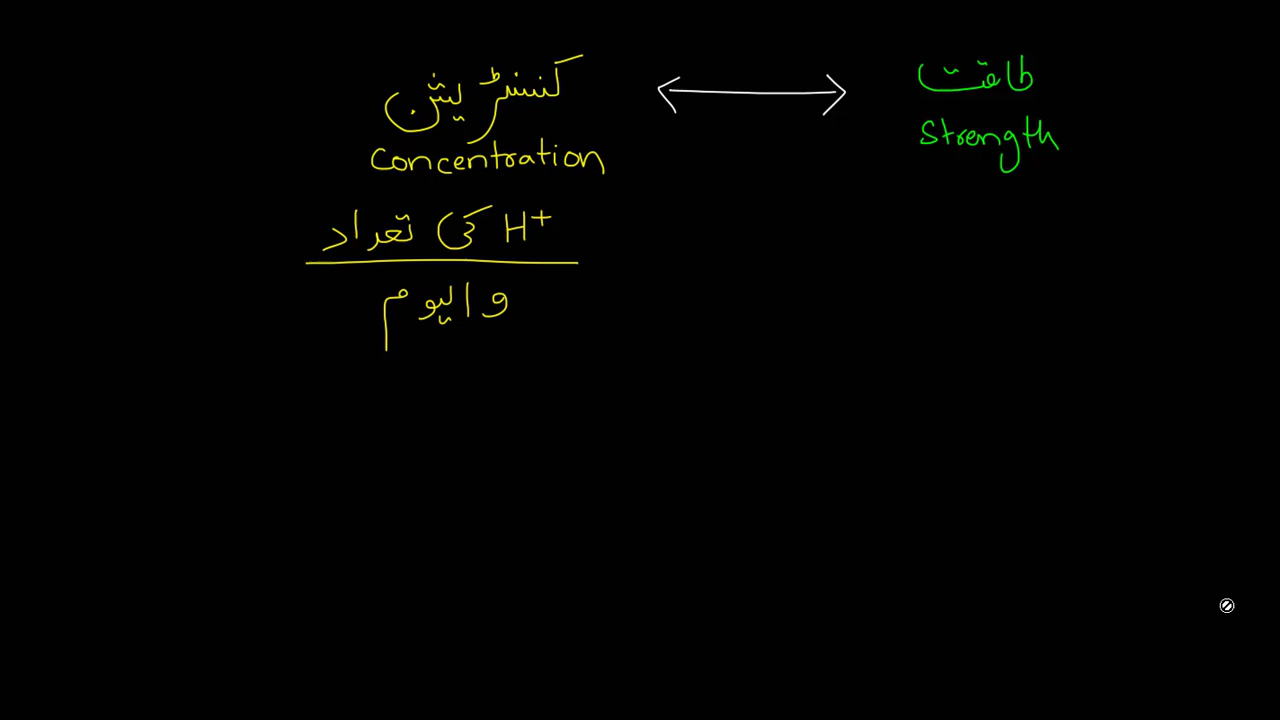 کنسنٹریشن
concentration
H+ کی تعداد
والیوم
طاقت
Strength